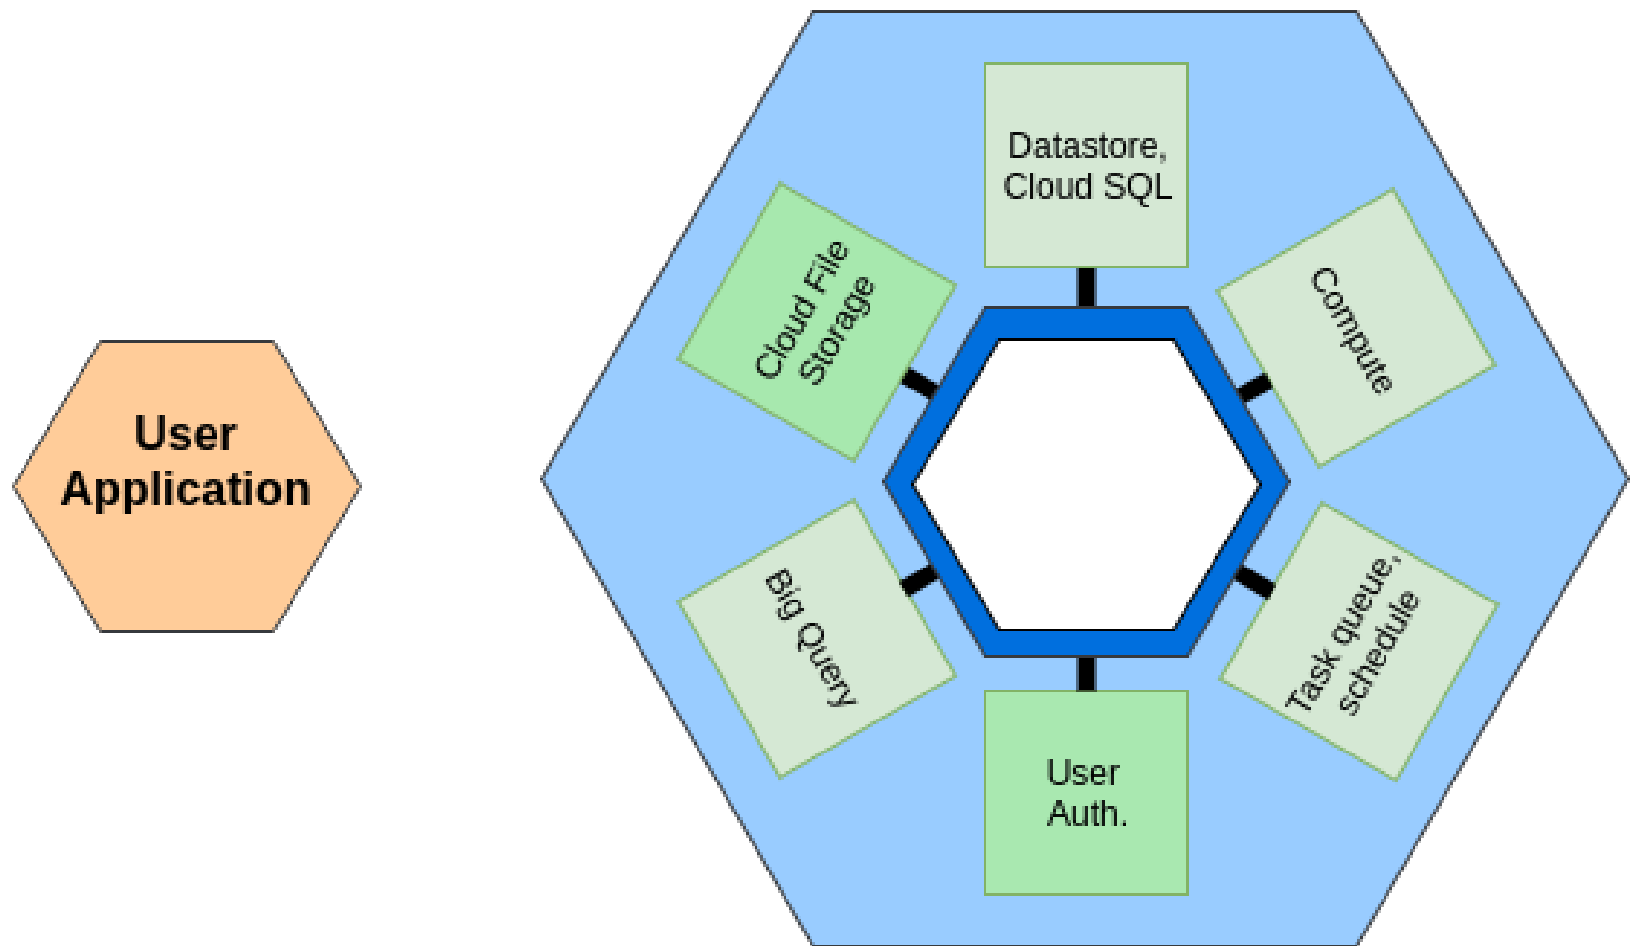 User
Application
Datastore,
Cloud SQL
Cloud File
Storage
Compute
Big Query
Task queue,
schedule
User
Auth.